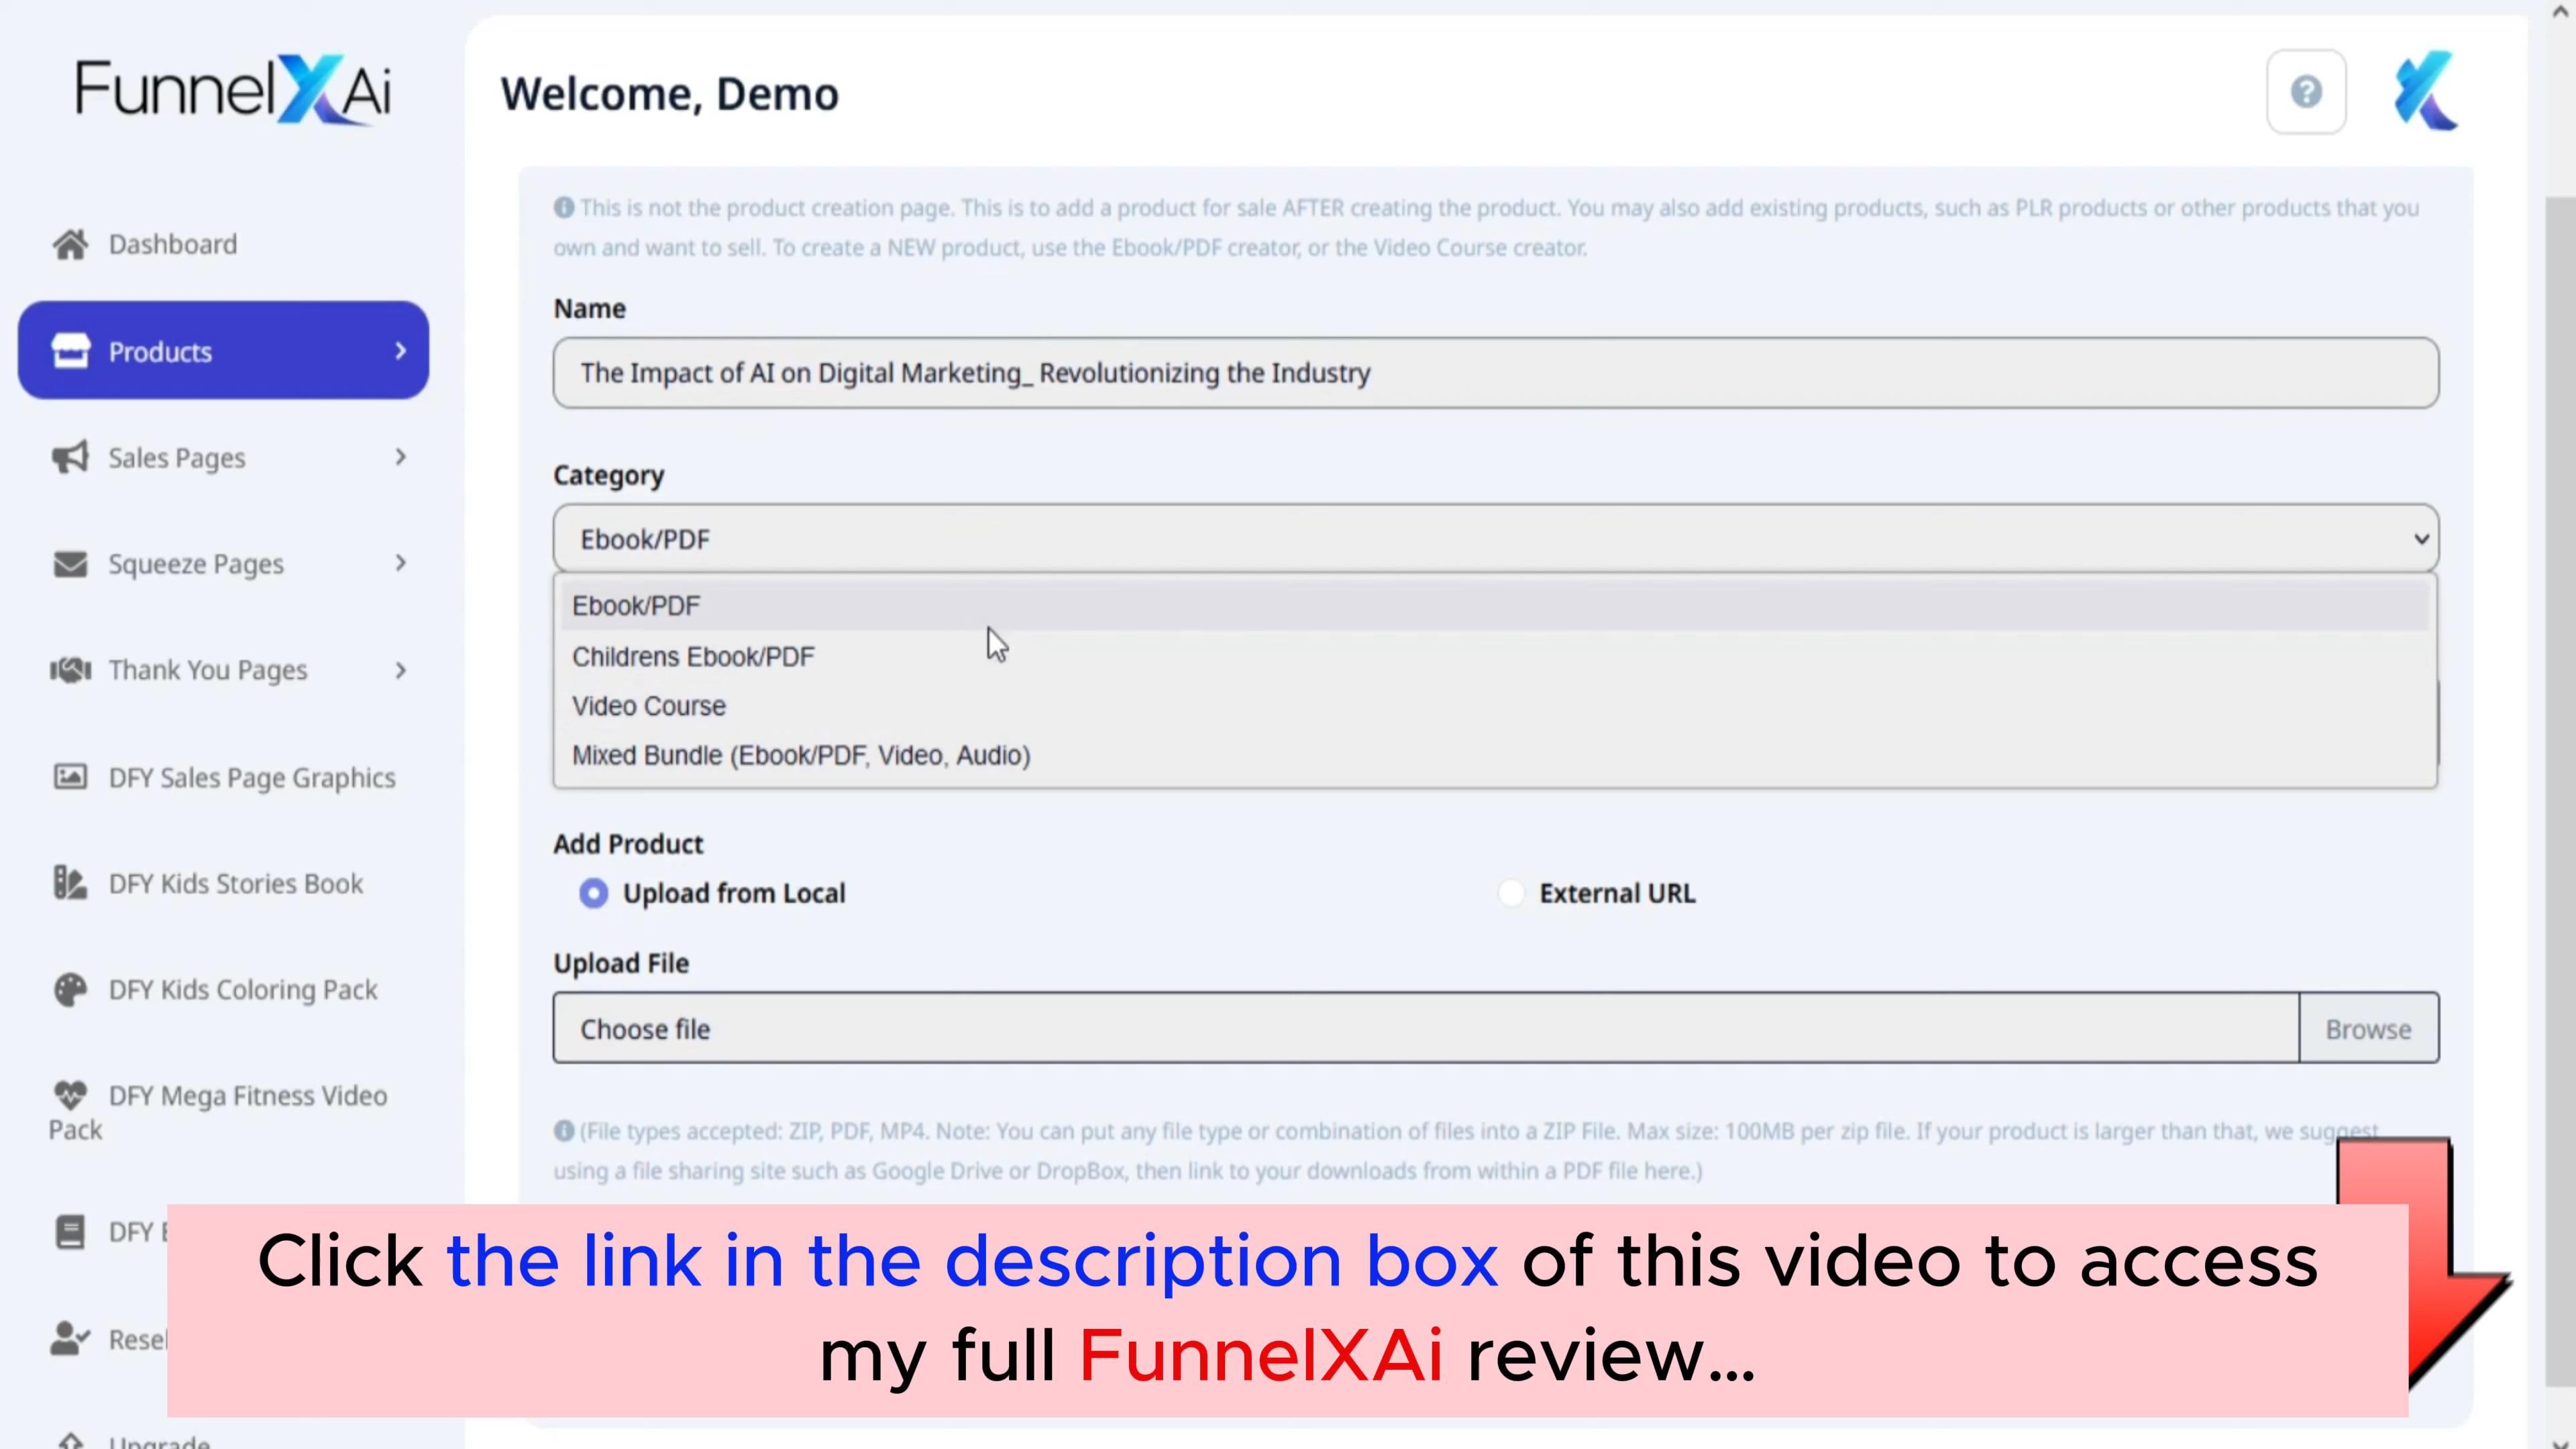 FunnelXAi
Welcome, Demo
This is not the product creation page. This is to add a product for sale AFTER creating the product. You may also add existing products, such as PLR products or other products that you
own and want to sell. To create a NEW product, use the Ebook/PDF creator, or the Video Course creator.
Dashboard
Products
Sales Pages
Squeeze Pages
Thank You Pages
DFY Sales Page Graphics
DFY Kids Stories Book
DFY Kids Coloring Pack
DFY Mega Fitness Video
Pack
DFY
Upgrade
Name
The Impact of AI on Digital Marketing_ Revolutionizing the Industry
Category
Ebook/PDF
Ebook/PDF
Childrens Ebook/PDF
Video Course
Mixed Bundle (Ebook/PDF, Video, Audio)
Add Product
Upload from Local
External URL
Upload File
Choose file
Browse
(File types accepted: ZIP, PDF, MP4. Note: You can put any file type or combination of files into a ZIP File. Max size: 100MB per zip file. If your product is larger than that, we suggest
using a file sharing site such as Google Drive or DropBox, then link to your downloads from within a PDF file here.)
Click the link in the description box of this video to access
my full FunnelXAi review...